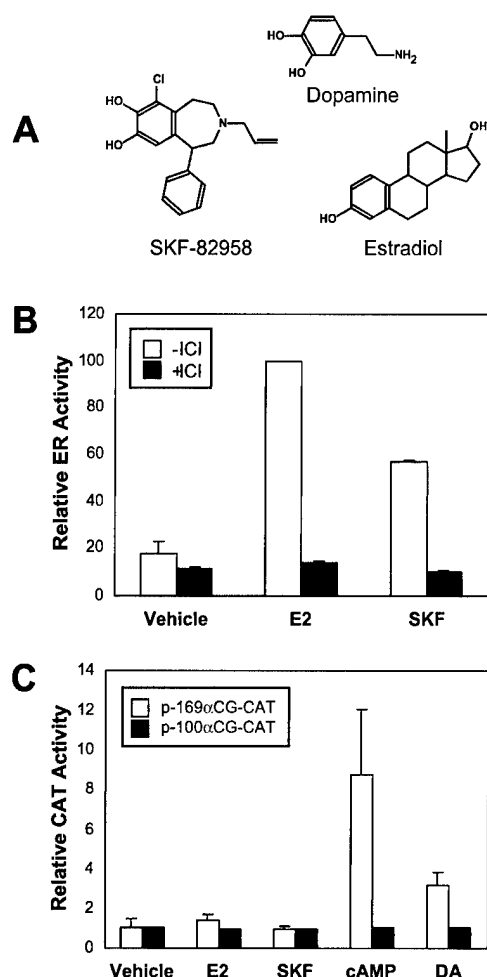 A
HO
HO
Cl
N
SKF-82958
HO
HO
NH2
Dopamine
HO
OH
Estradiol
B
Relative ER Activity
120
100
80
60
40
20
0
-ICI
+ICI
Vehicle E2 SKF
C
Relative CAT Activity
14
12
10
8
6
4
2
0
p-169αCG-CAT
p-100αCG-CAT
Vehicle E2 SKF cAMP DA